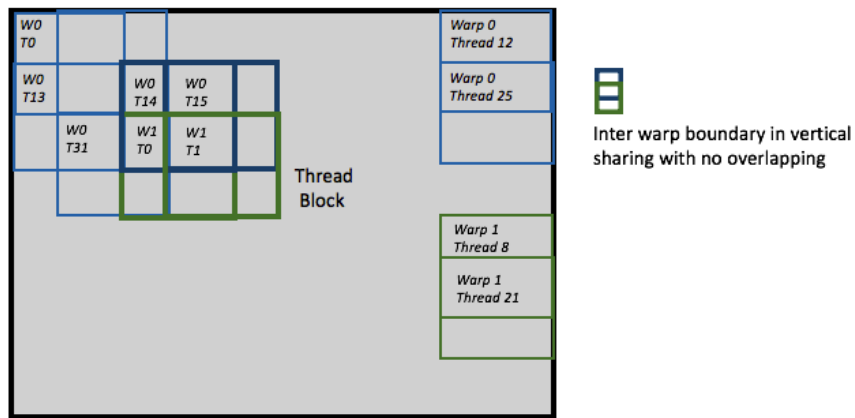 W0
T0
Warp 0
Thread 12
W0
T13
W0
T14
W0
T15
Warp 0
Thread 25
W0
T31
W1
T0
W1
T1
Thread
Block
Warp 1
Thread 8
Warp 1
Thread 21
Inter warp boundary in vertical
sharing with no overlapping